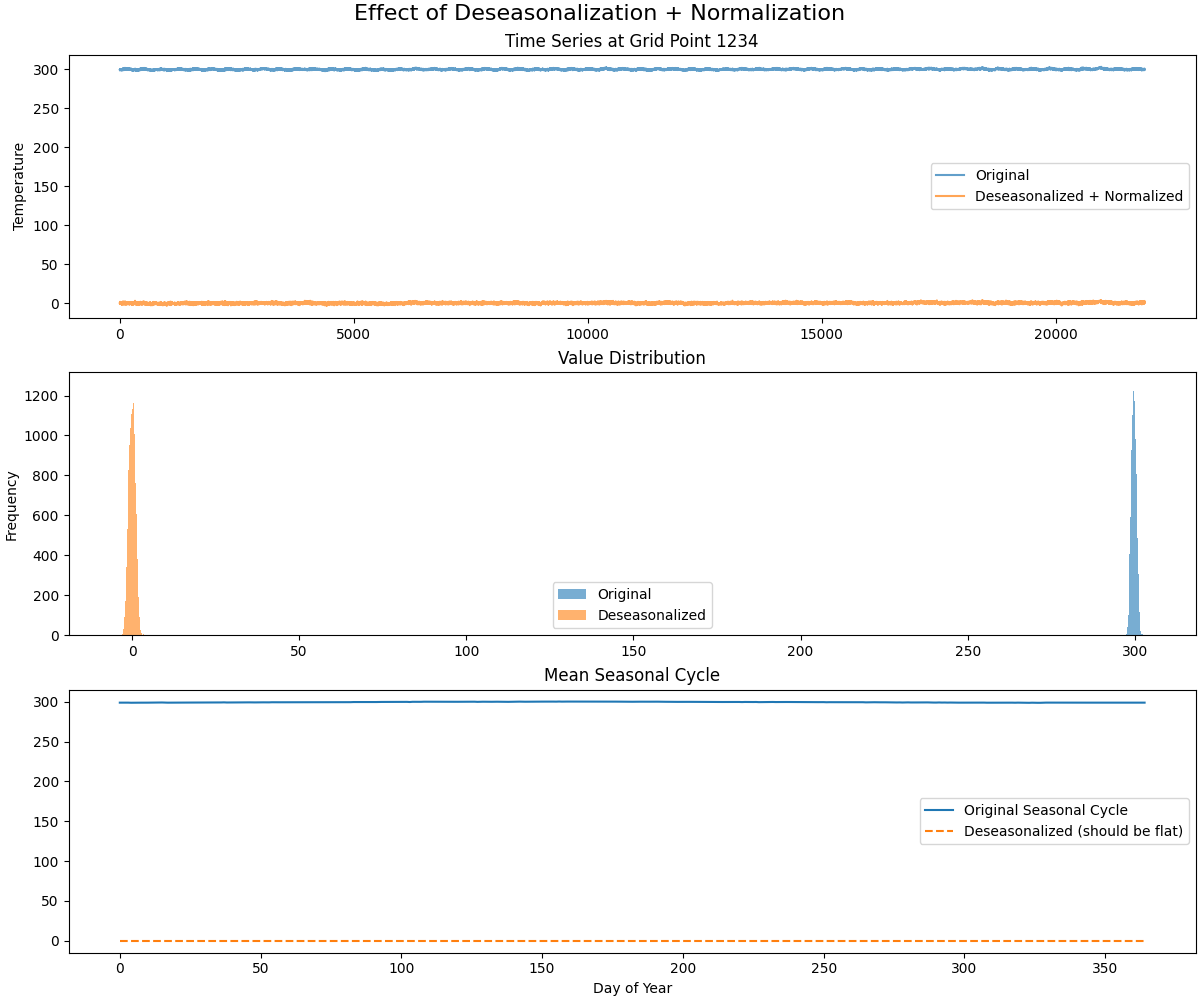 Effect of Deseasonalization + Normalization
Time Series at Grid Point 1234
Temperature
300
250
200
150
100
50
0
Original
Deseasonalized + Normalized
0 5000 10000 15000 20000
Value Distribution
Frequency
1200
1000
800
600
400
200
0
Original
Deseasonalized
0 50 100 150 200 250 300
Mean Seasonal Cycle
300
250
200
150
100
50
0
Original Seasonal Cycle
Deseasonalized (should be flat)
0 50 100 150 200 250 300 350
Day of Year